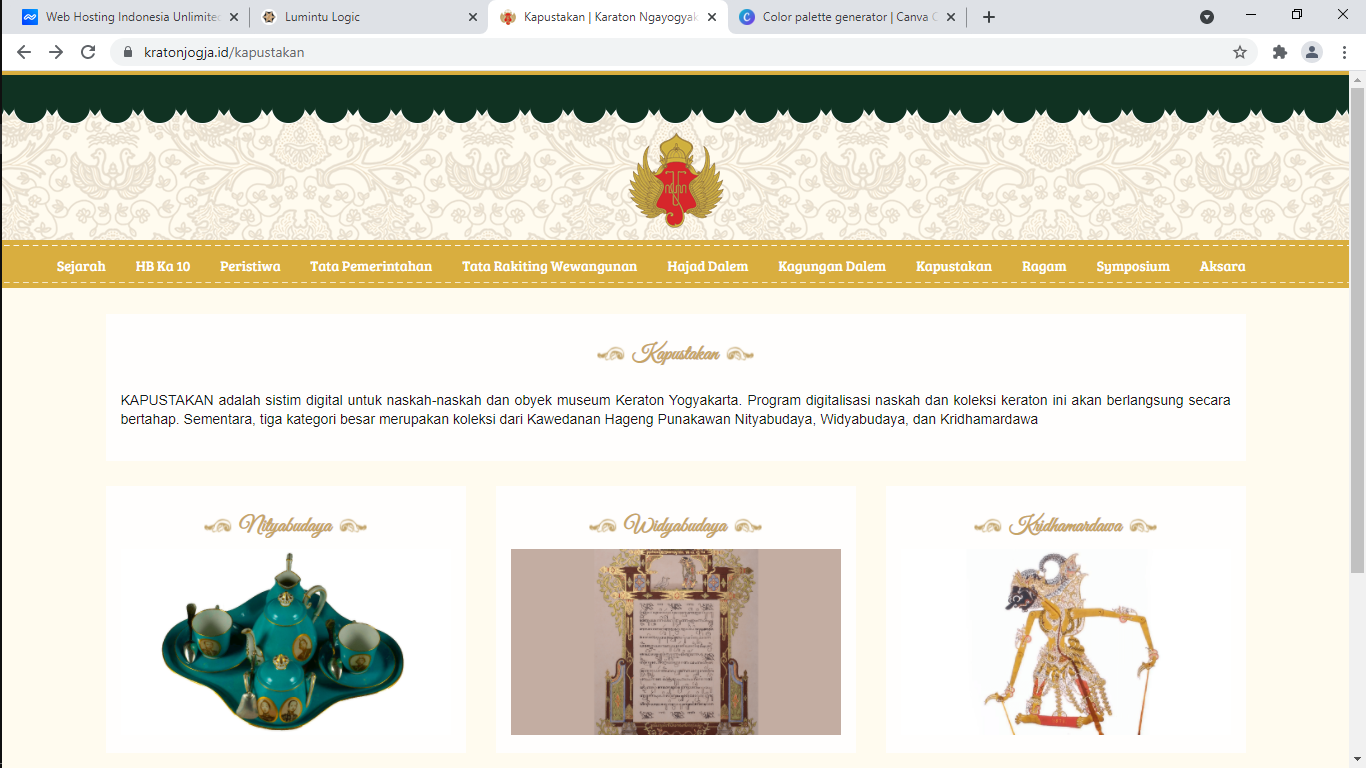 Web Hosting Indonesia Unlimited
Lumintu Logic
Kapustakan | Karaton Ngayogyak
Color palette generator | Canva C
kratonjogja.id/kapustakan
Sejarah HB Ka 10 Peristiwa Tata Pemerintahan Tata Rakiting Wewangunan Hajad Dalem Kagungan Dalem Kapustakan Ragam Symposium Aksara
Kapustakan
KAPUSTAKAN adalah sistim digital untuk naskah-naskah dan obyek museum Keraton Yogyakarta. Program digitalisasi naskah dan koleksi keraton ini akan berlangsung secara
bertahap. Sementara, tiga kategori besar merupakan koleksi dari Kawedanan Hageng Punakawan Nityabudaya, Widyabudaya, dan Kridhamardawa
Nityabudaya
Widyabudaya
Kridhamardawa